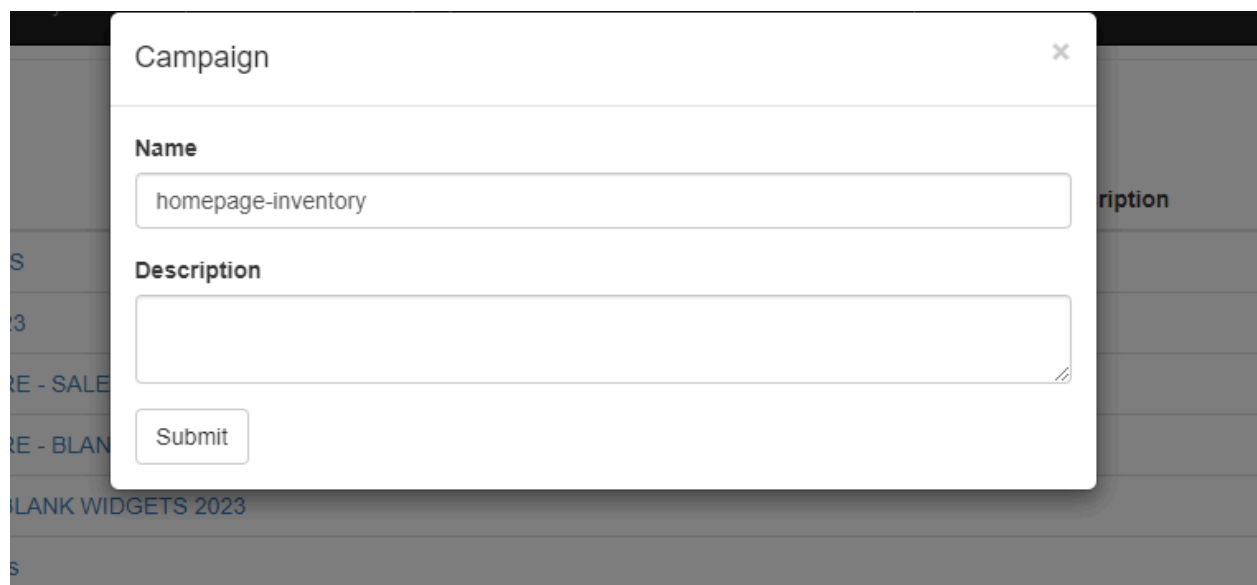 Campaign
×
Name
homepage-inventory
ription
Description
S
23
RE - SALE
Submit
RE - BLAN
BLANK WIDGETS 2023
s